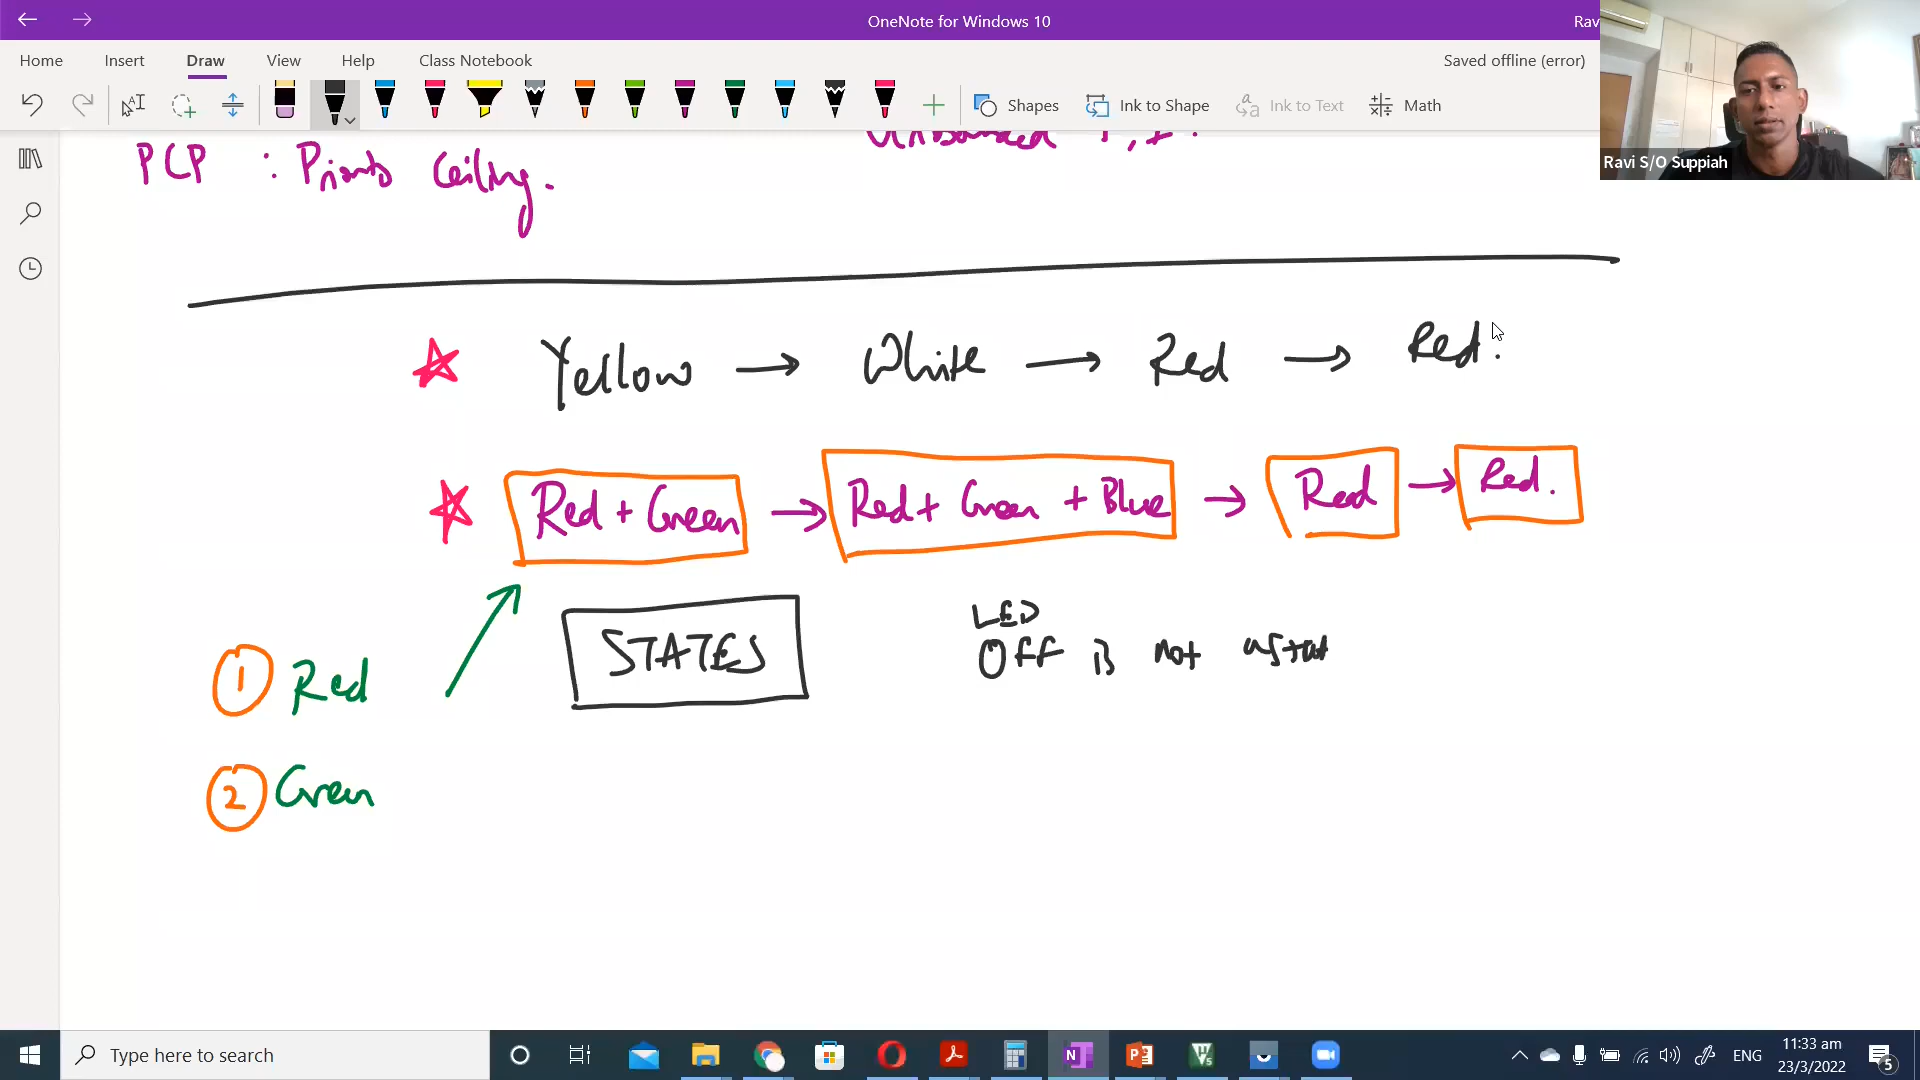 OneNote for Windows 10
Rav
Home Insert Draw View Help Class Notebook
Saved offline (error)
Shapes Ink to Shape Ink to Text Math
Ravi S/O Suppiah
PCP : Ceiling.
Yellow → White → Red → Red.
Red + Green → Red + Green + Blue → Red → Red.
STATES
LED
Off is not
1 Red
2 Green
Type here to search
ENG
11:33 am
23/3/2022
5